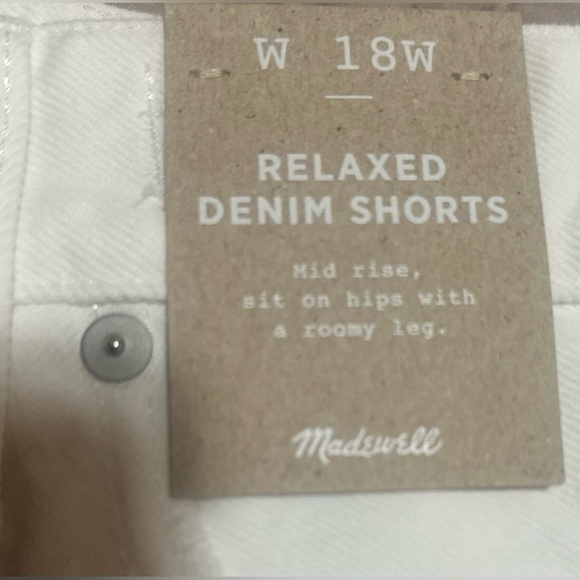 W 18W
RELAXED
DENIM SHORTS
Mid rise,
sit on hips with
a roomy leg.
Madewell